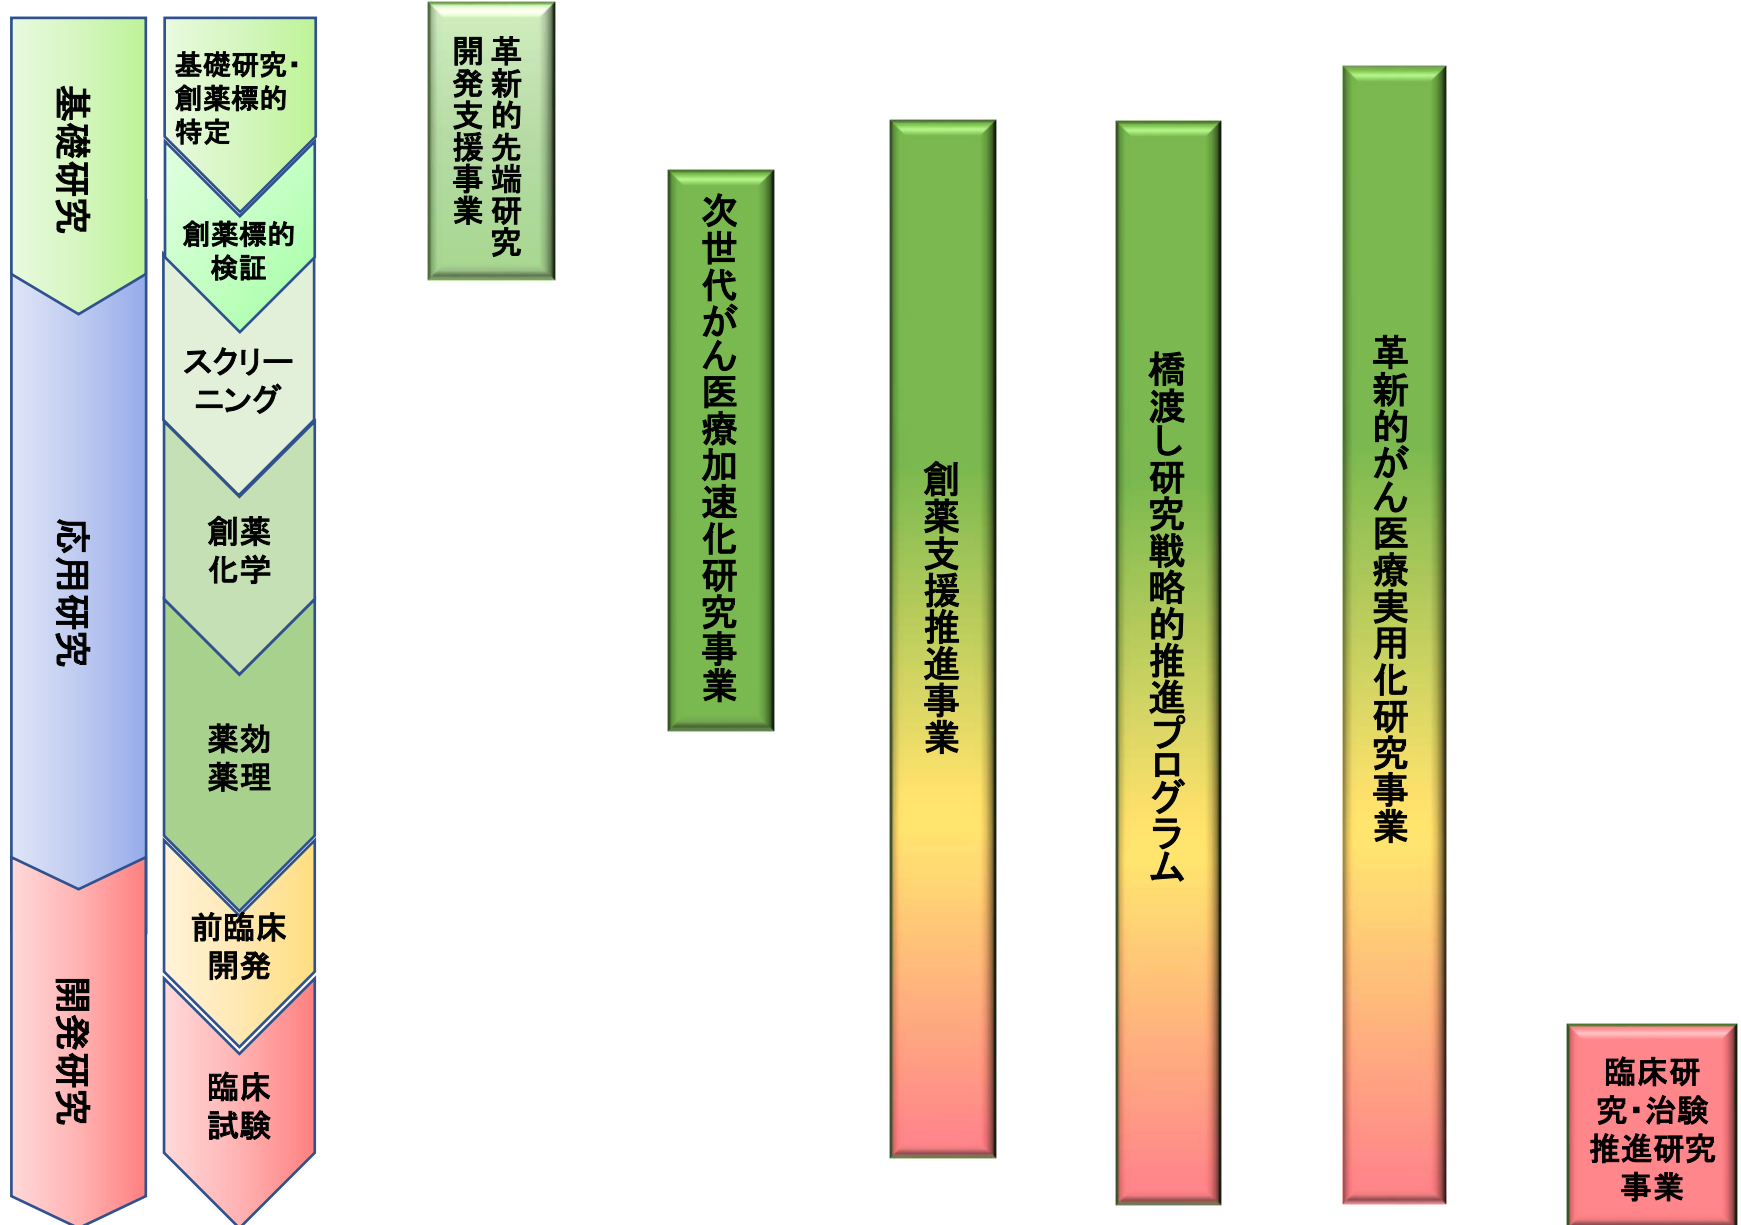 基礎研究
応用研究
開発研究
基礎研究・
創薬標的
特定
創薬標的
検証
スクリー
ニング
創薬
化学
薬効
薬理
前臨床
開発
臨床
試験
革新的先端研究
開発支援事業
次世代がん医療加速化研究事業
創薬支援推進事業
橋渡し研究戦略的推進プログラム
革新的がん医療実用化研究事業
臨床研
究・治験
推進研究
事業